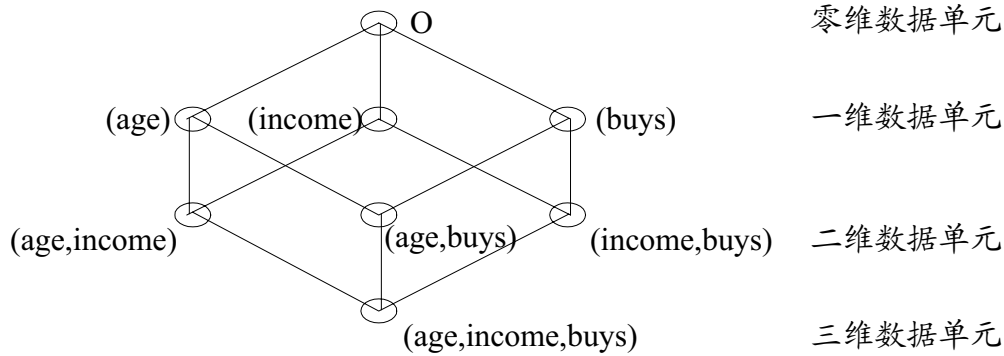 O 零维数据单元
(age) (income) (buys) 一维数据单元
(age,income) (age,buys) (income,buys) 二维数据单元
(age,income,buys) 三维数据单元